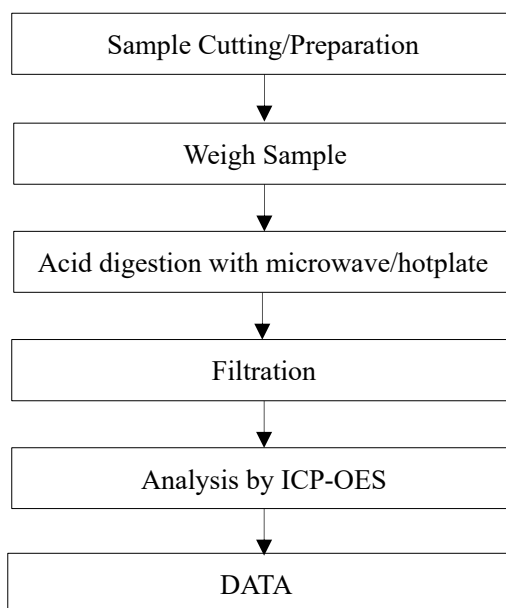 Sample Cutting/Preparation
Weigh Sample
Acid digestion with microwave/hotplate
Filtration
Analysis by ICP-OES
DATA